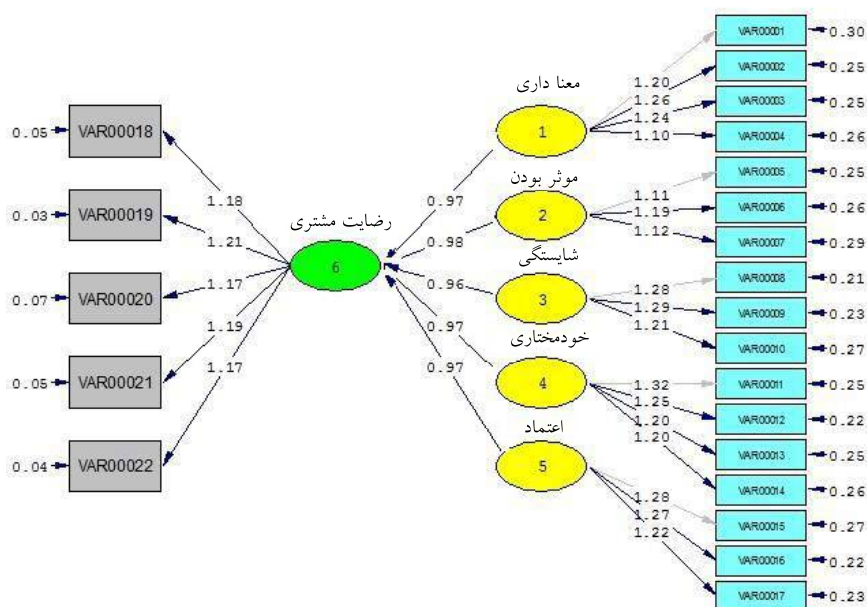 VAR00001
0.30
VAR00002
0.25
VAR00003
0.25
VAR00004
0.26
VAR00005
0.25
VAR00006
0.26
VAR00007
0.29
VAR00008
0.21
VAR00009
0.23
VAR00010
0.27
VAR00011
0.25
VAR00012
0.22
VAR00013
0.25
VAR00014
0.26
VAR00015
0.27
VAR00016
0.22
VAR00017
0.23
1.20
1.26
1.24
1.10
1.11
1.19
1.12
1.28
1.29
1.21
1.32
1.25
1.20
1.20
1.28
1.27
1.22
معنا داری
1
موثر بودن
2
شایستگی
3
خودمختاری
4
اعتماد
5
0.97
0.98
0.96
0.97
0.97
رضایت مشتری
6
1.18
1.21
1.17
1.19
1.17
0.05
VAR00018
0.03
VAR00019
0.07
VAR00020
0.05
VAR00021
0.04
VAR00022